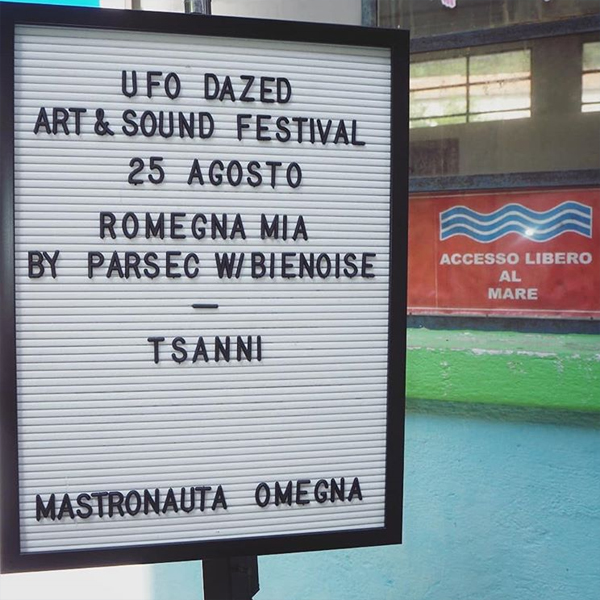 UFO DAZED
ART & SOUND FESTIVAL
25 AGOSTO
ROMEGNA MIA
BY PARSEC W/BIENOISE
—
TSANNI
MASTRONAUTA OMEGNA
ACCESSO LIBERO
AL
MARE